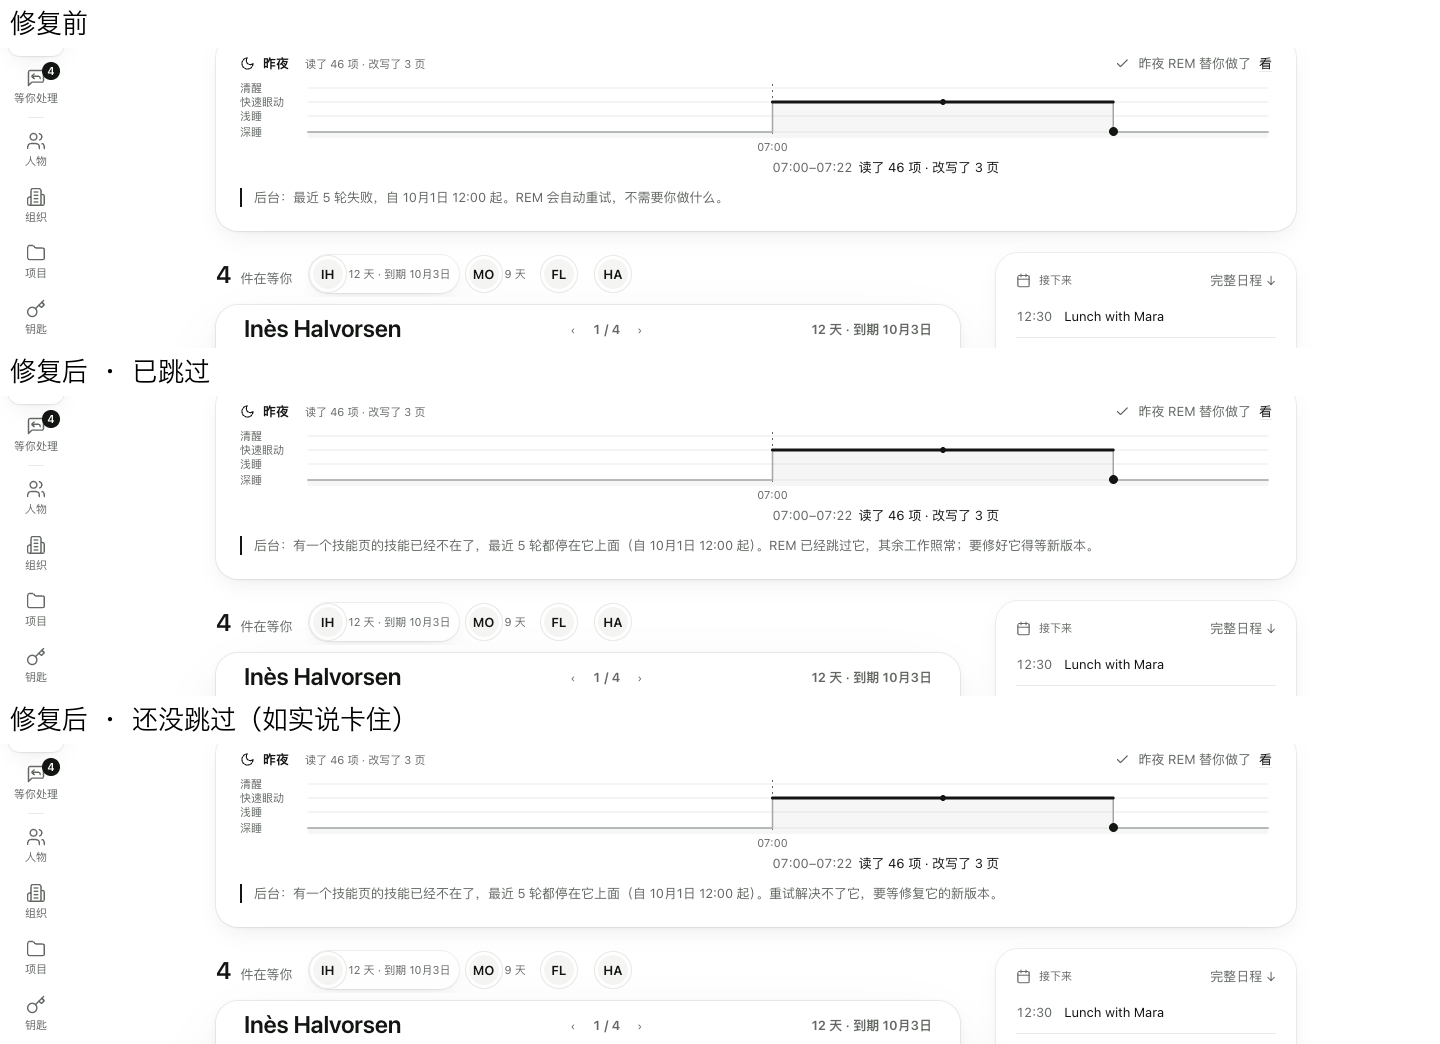 修复前
4
等你处理
人物
组织
项目
钥匙
昨夜 读了 46 项 · 改写了 3 页
昨夜 REM 替你做了 看
清醒
快速眼动
浅睡
深睡
07:00
07:00–07:22 读了 46 项 · 改写了 3 页
后台：最近 5 轮失败，自 10月1日 12:00 起。REM 会自动重试，不需要你做什么。
4 件在等你 IH 12 天 · 到期 10月3日 MO 9 天 FL HA
Inès Halvorsen ‹ 1 / 4 › 12 天 · 到期 10月3日
接下来 完整日程 ↓
12:30 Lunch with Mara
修复后 · 已跳过
4
等你处理
人物
组织
项目
钥匙
昨夜 读了 46 项 · 改写了 3 页
昨夜 REM 替你做了 看
清醒
快速眼动
浅睡
深睡
07:00
07:00–07:22 读了 46 项 · 改写了 3 页
后台：有一个技能页的技能已经不在了，最近 5 轮都停在它上面（自 10月1日 12:00 起）。REM 已经跳过它，其余工作照常；要修好它得等新版本。
4 件在等你 IH 12 天 · 到期 10月3日 MO 9 天 FL HA
Inès Halvorsen ‹ 1 / 4 › 12 天 · 到期 10月3日
接下来 完整日程 ↓
12:30 Lunch with Mara
修复后 · 还没跳过（如实说卡住）
4
等你处理
人物
组织
项目
钥匙
昨夜 读了 46 项 · 改写了 3 页
昨夜 REM 替你做了 看
清醒
快速眼动
浅睡
深睡
07:00
07:00–07:22 读了 46 项 · 改写了 3 页
后台：有一个技能页的技能已经不在了，最近 5 轮都停在它上面（自 10月1日 12:00 起）。重试解决不了它，要等修复它的新版本。
4 件在等你 IH 12 天 · 到期 10月3日 MO 9 天 FL HA
Inès Halvorsen ‹ 1 / 4 › 12 天 · 到期 10月3日
接下来 完整日程 ↓
12:30 Lunch with Mara